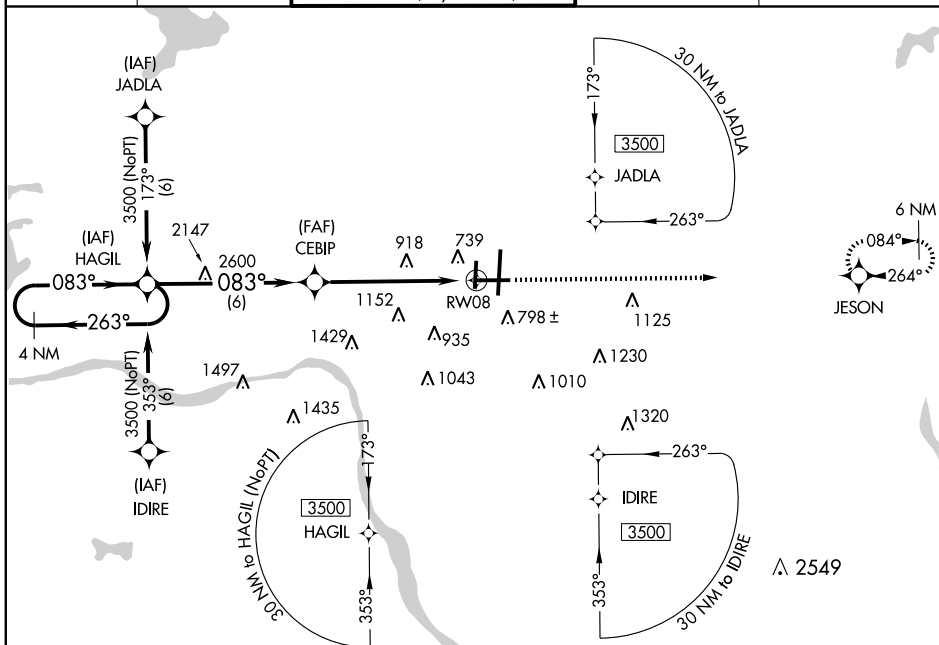 (IAF)
JADLA
3500 (NoPT)
173°
(6)
(IAF)
HAGIL
2147
2600
083°
083°
(6)
263°
4 NM
3500 (NoPT)
353°
(6)
(IAF)
IDIRE
(FAF)
CEBIP
918
739
RW08
1152
935
798 ±
1429
1043
1010
1497
1435
1125
1230
1320
2549
30 NM to JADLA
173°
3500
JADLA
263°
6 NM
084°
264°
JESON
30 NM to HAGIL (NoPT)
173°
3500
HAGIL
353°
263°
IDIRE
3500
353°
30 NM to IDIRE